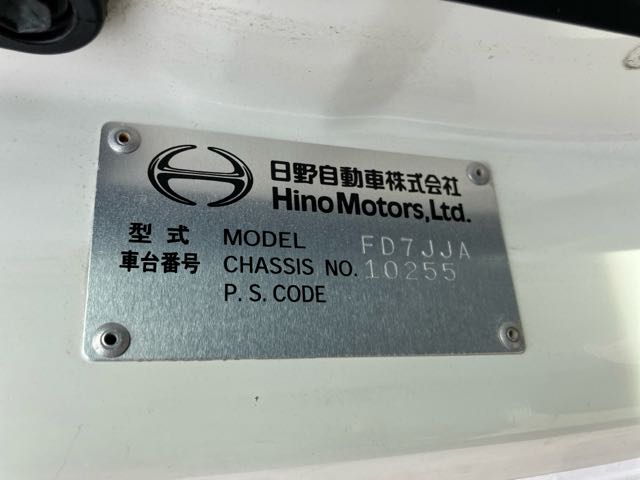 日野自動車株式会社
Hino Motors, Ltd.
型式 MODEL FD7JJA
車台番号 CHASSIS NO. 10255
P.S.CODE